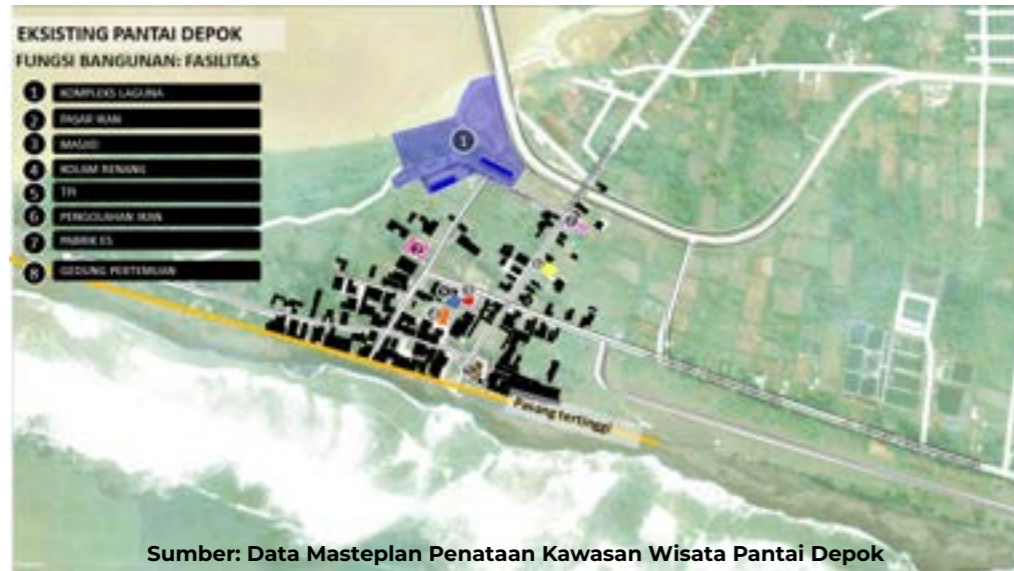 EKSISTING PANTAI DEPOK
FUNGSI BANGUNAN: FASILITAS
1 KOMPLEKS LAGUNA
2 PASAR IKAN
3 MASJID
4 KOLAM RENANG
5 TPI
6 PENGOLAHAN IKAN
7 PABRIK ES
8 GEDUNG PERTEMUAN
1
Pasang tertinggi
Sumber: Data Masteplan Penataan Kawasan Wisata Pantai Depok